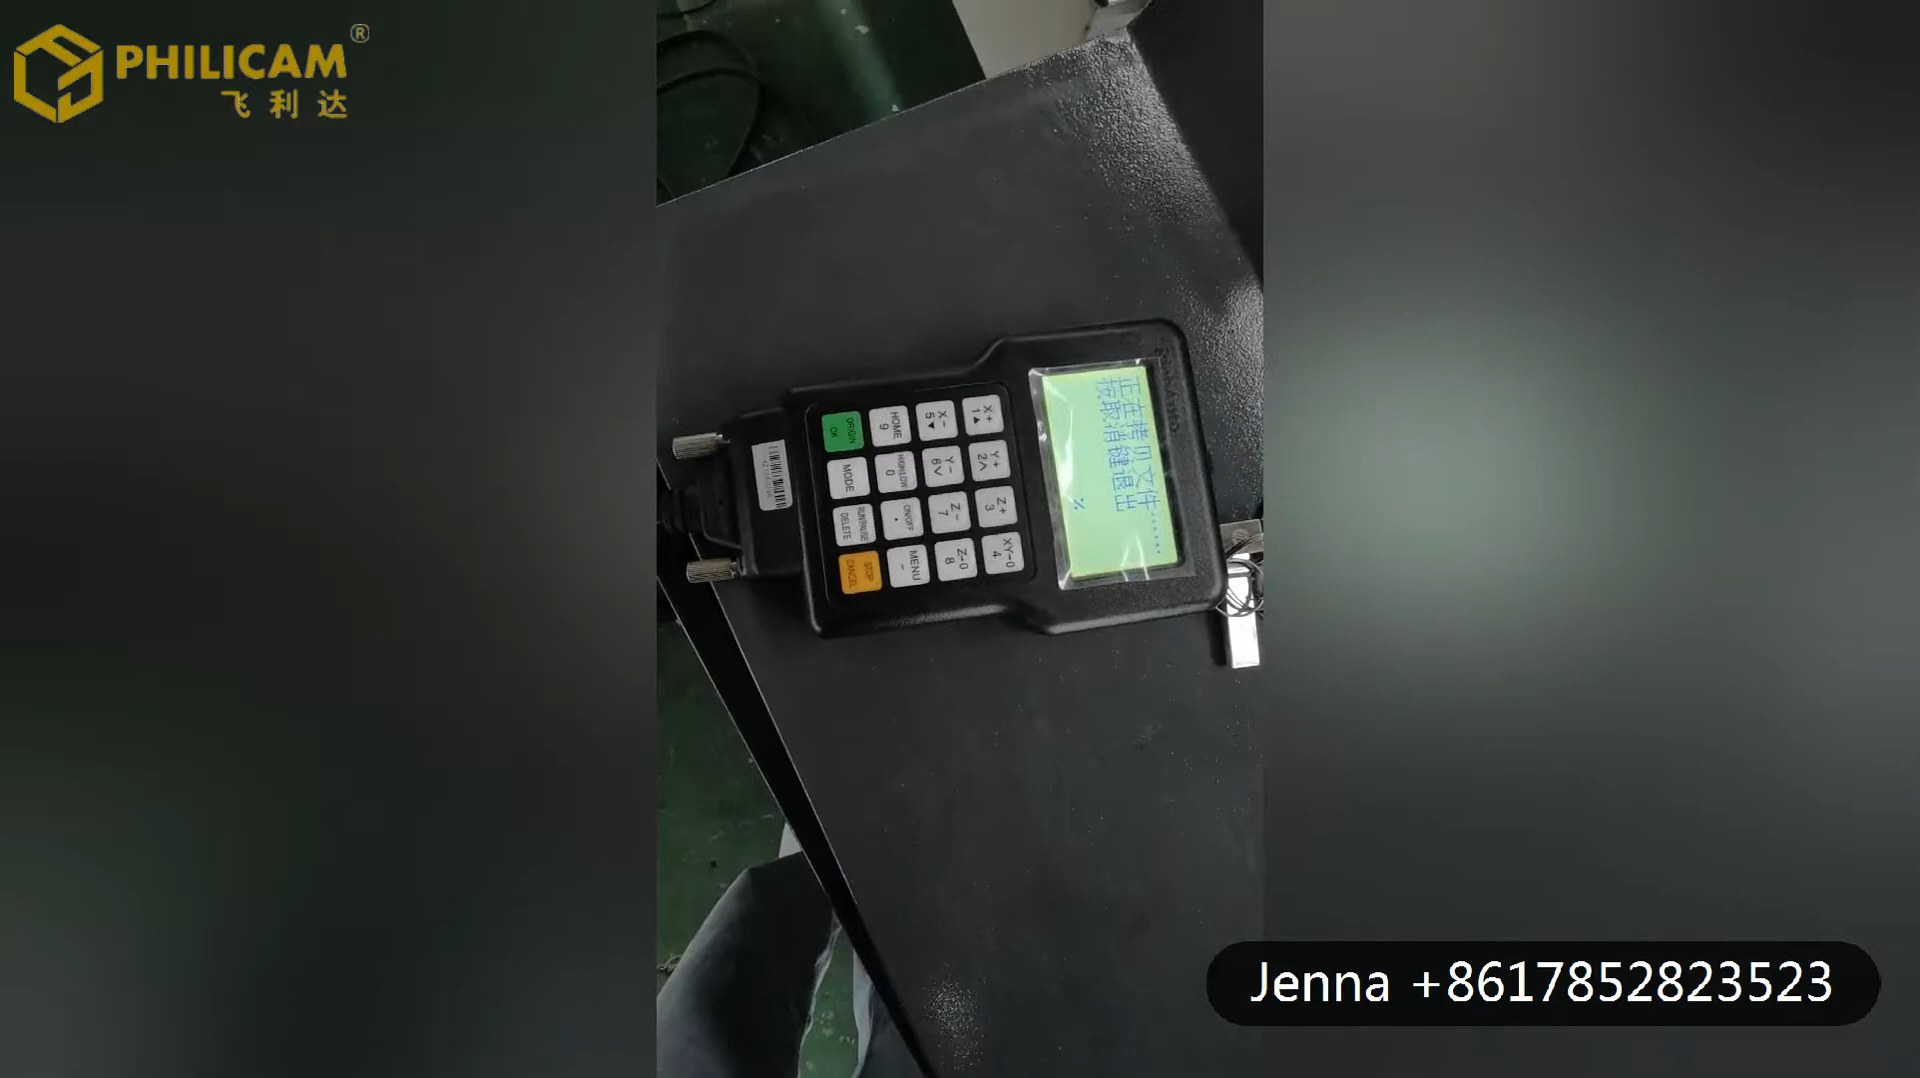 PHILICAM®
飞利达
正在拷贝文件......
按取消键退出
%
X+
1▲
Y+
2∧
Z+
3
XY-0
4
X-
5▼
Y-
6∨
Z-
7
Z-0
8
HOME
9
HIGH/LOW
0
ON/OFF
.
MENU
-
ORIGIN
OK
MODE
RUN/PAUSE
DELETE
STOP
CANCEL
Jenna +8617852823523